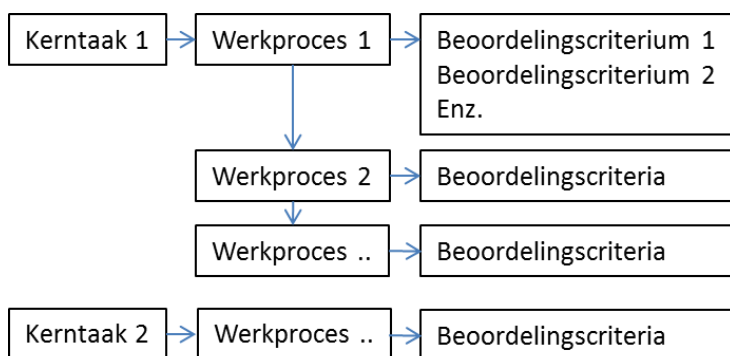 Kerntaak 1
Werkproces 1
Beoordelingscriterium 1
Beoordelingscriterium 2
Enz.
Werkproces 2
Beoordelingscriteria
Werkproces ..
Beoordelingscriteria
Kerntaak 2
Werkproces ..
Beoordelingscriteria